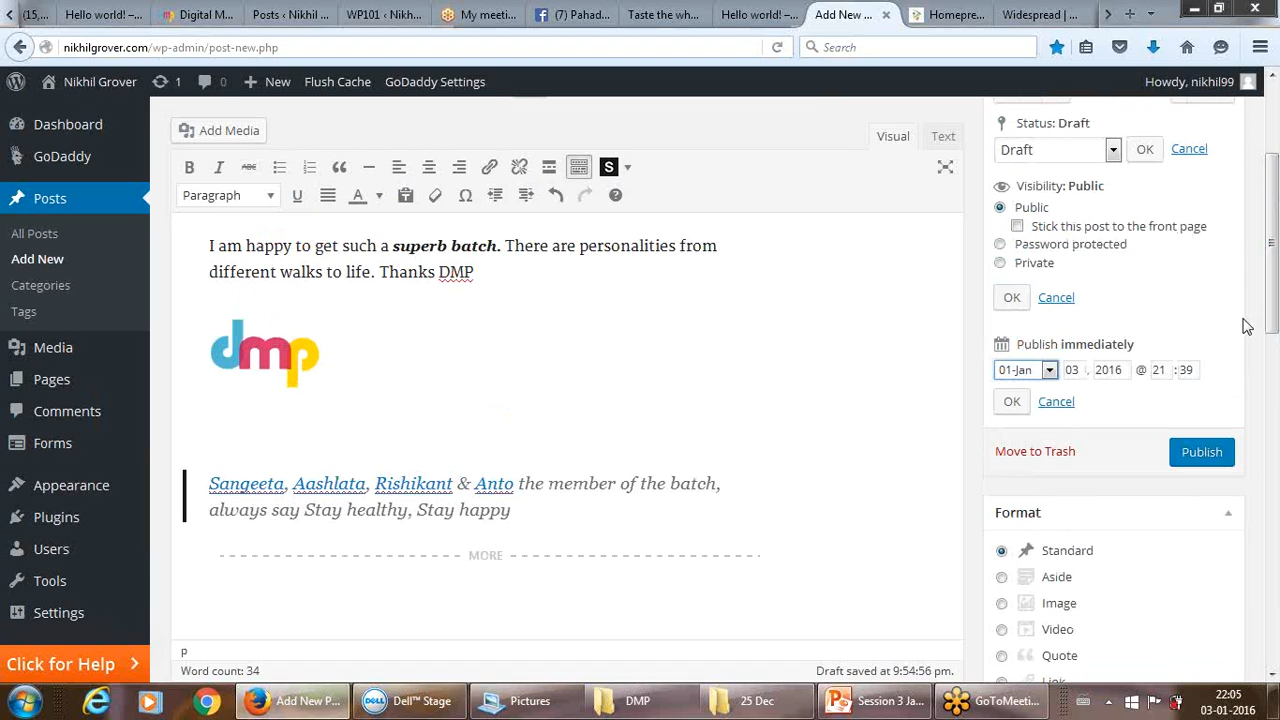 (15,...
Hello world! –...
Digital M...
Posts ‹ Nikhil ...
WP101 ‹ Nikh...
My meeti...
(7) Pahad...
Taste the wh...
Hello world! –...
Add New ...
Homepre...
Widespread | ...
nikhilgrover.com/wp-admin/post-new.php
Search
Nikhil Grover
1
0
New
Flush Cache
GoDaddy Settings
Howdy, nikhil99
Dashboard
GoDaddy
Posts
All Posts
Add New
Categories
Tags
Media
Pages
Comments
Forms
Appearance
Plugins
Users
Tools
Settings
Click for Help
Add Media
Visual
Text
B
I
ABC
S
Paragraph
U
A
I am happy to get such a superb batch. There are personalities from
different walks to life. Thanks DMP
dmp
Sangeeta, Aashlata, Rishikant & Anto the member of the batch,
always say Stay healthy, Stay happy
MORE
p
Word count: 34
Draft saved at 9:54:56 pm.
Status: Draft
Draft
OK
Cancel
Visibility: Public
Public
Stick this post to the front page
Password protected
Private
OK
Cancel
Publish immediately
01-Jan
03 , 2016 @ 21 : 39
OK
Cancel
Move to Trash
Publish
Format
Standard
Aside
Image
Video
Quote
Link
Add New P...
Dell™ Stage
Pictures
DMP
25 Dec
Session 3 Ja...
GoToMeeti...
22:05
03-01-2016